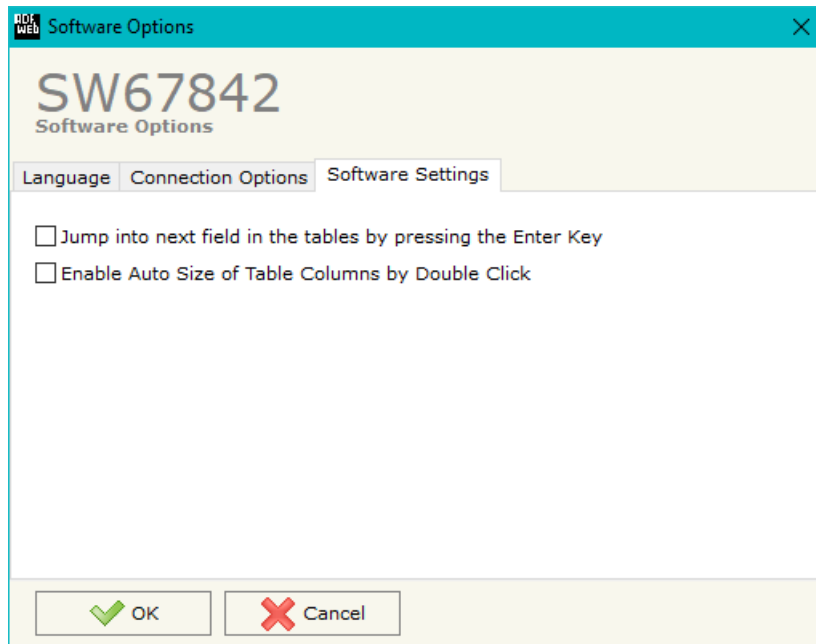 ADF
WEB Software Options
SW67842
Software Options
Language Connection Options Software Settings
Jump into next field in the tables by pressing the Enter Key
Enable Auto Size of Table Columns by Double Click
OK Cancel